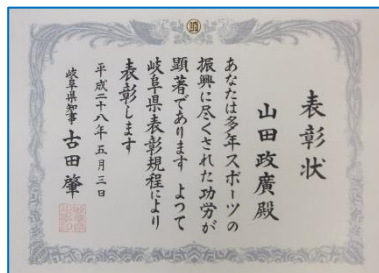 表彰状
山田政廣殿
あなたは多年スポーツの
振興に尽くされた功労が
顕著であります よつて
岐阜県表彰規程により
表彰します
平成二十八年五月三日
岐阜県知事 古田肇